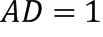 AD = 1